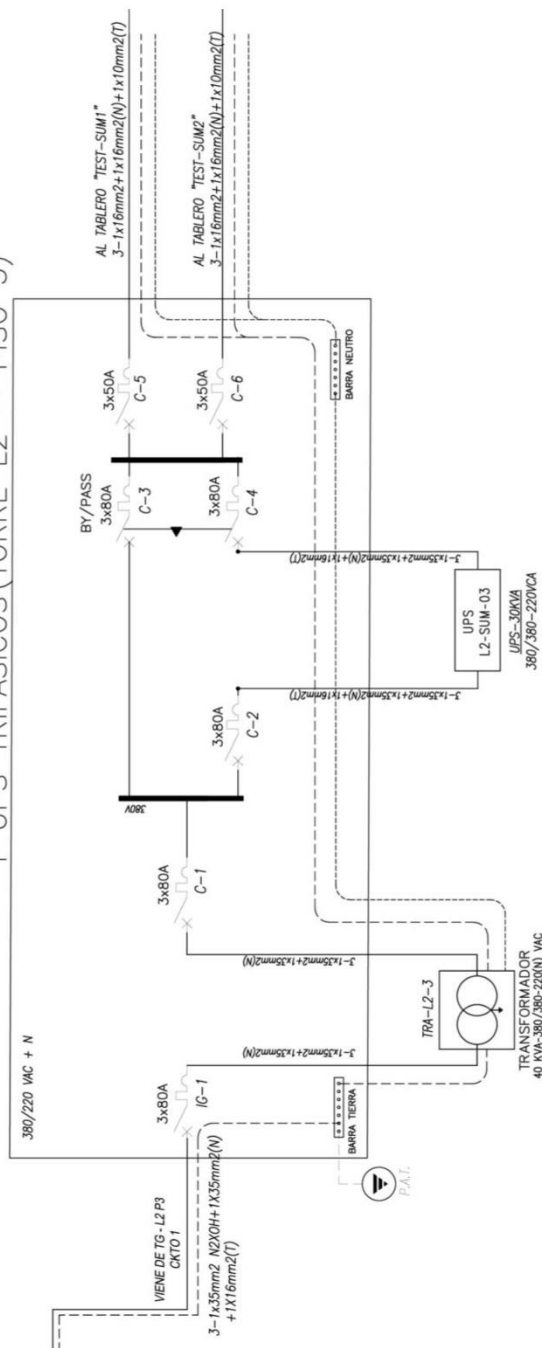 UPS TRIFASICOS (TORRE L2
380/220 VAC + N
VIENE DE TG - L2 P3
CKTO 1
3-1x35mm2 N2XOH+1X35mm2(N)
+1X16mm2(T)
3x80A
IG-1
BARRA TIERRA
P.A.T.
3-1x35mm2+1x35mm2(N)
TRA-L2-3
TRANSFORMADOR
40 KVA-380/380-220(N) VAC
3-1x35mm2+1x35mm2(N)
3x80A
C-1
380V
3x80A
C-2
3-1x35mm2+1x35mm2(N)+1x16mm2(T)
UPS
L2-SUM-03
UPS-30KVA
380/380-220VCA
3-1x35mm2+1x35mm2(N)+1x16mm2(T)
BY/PASS
3x80A
C-3
3x80A
C-4
3x50A
C-5
3x50A
C-6
BARRA NEUTRO
AL TABLERO "TEST-SUM1"
3-1x16mm2+1x16mm2(N)+1x10mm2(T)
AL TABLERO "TEST-SUM2"
3-1x16mm2+1x16mm2(N)+1x10mm2(T)